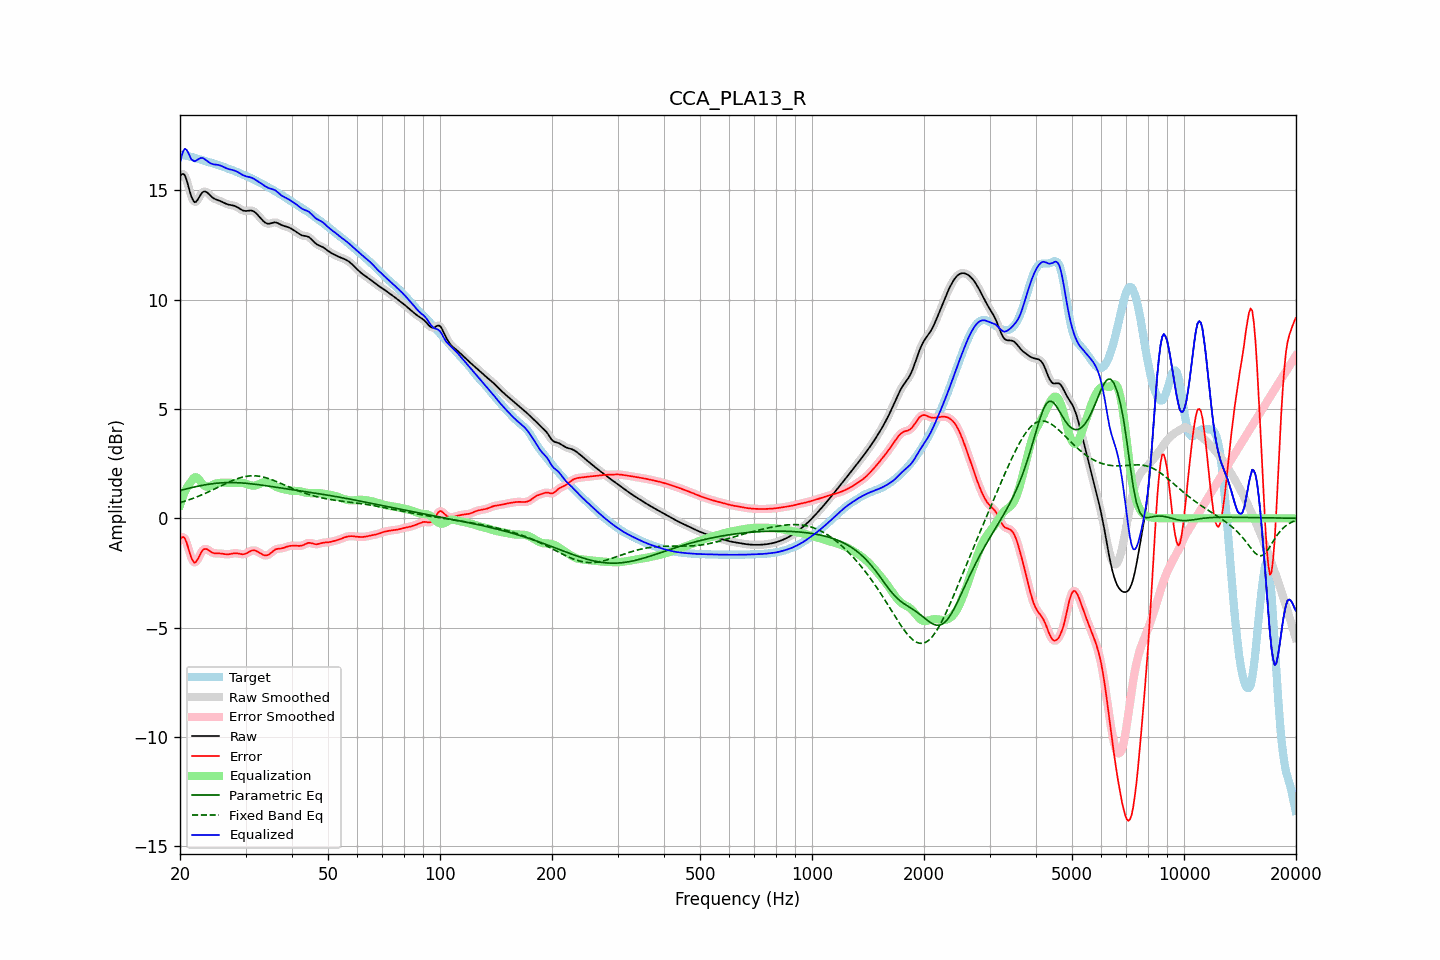 CCA_PLA13_R
Amplitude (dBr)
15
10
5
0
−5
−10
−15
Target
Raw Smoothed
Error Smoothed
Raw
Error
Equalization
Parametric Eq
Fixed Band Eq
Equalized
20 50 100 200 500 1000 2000 5000 10000 20000
Frequency (Hz)